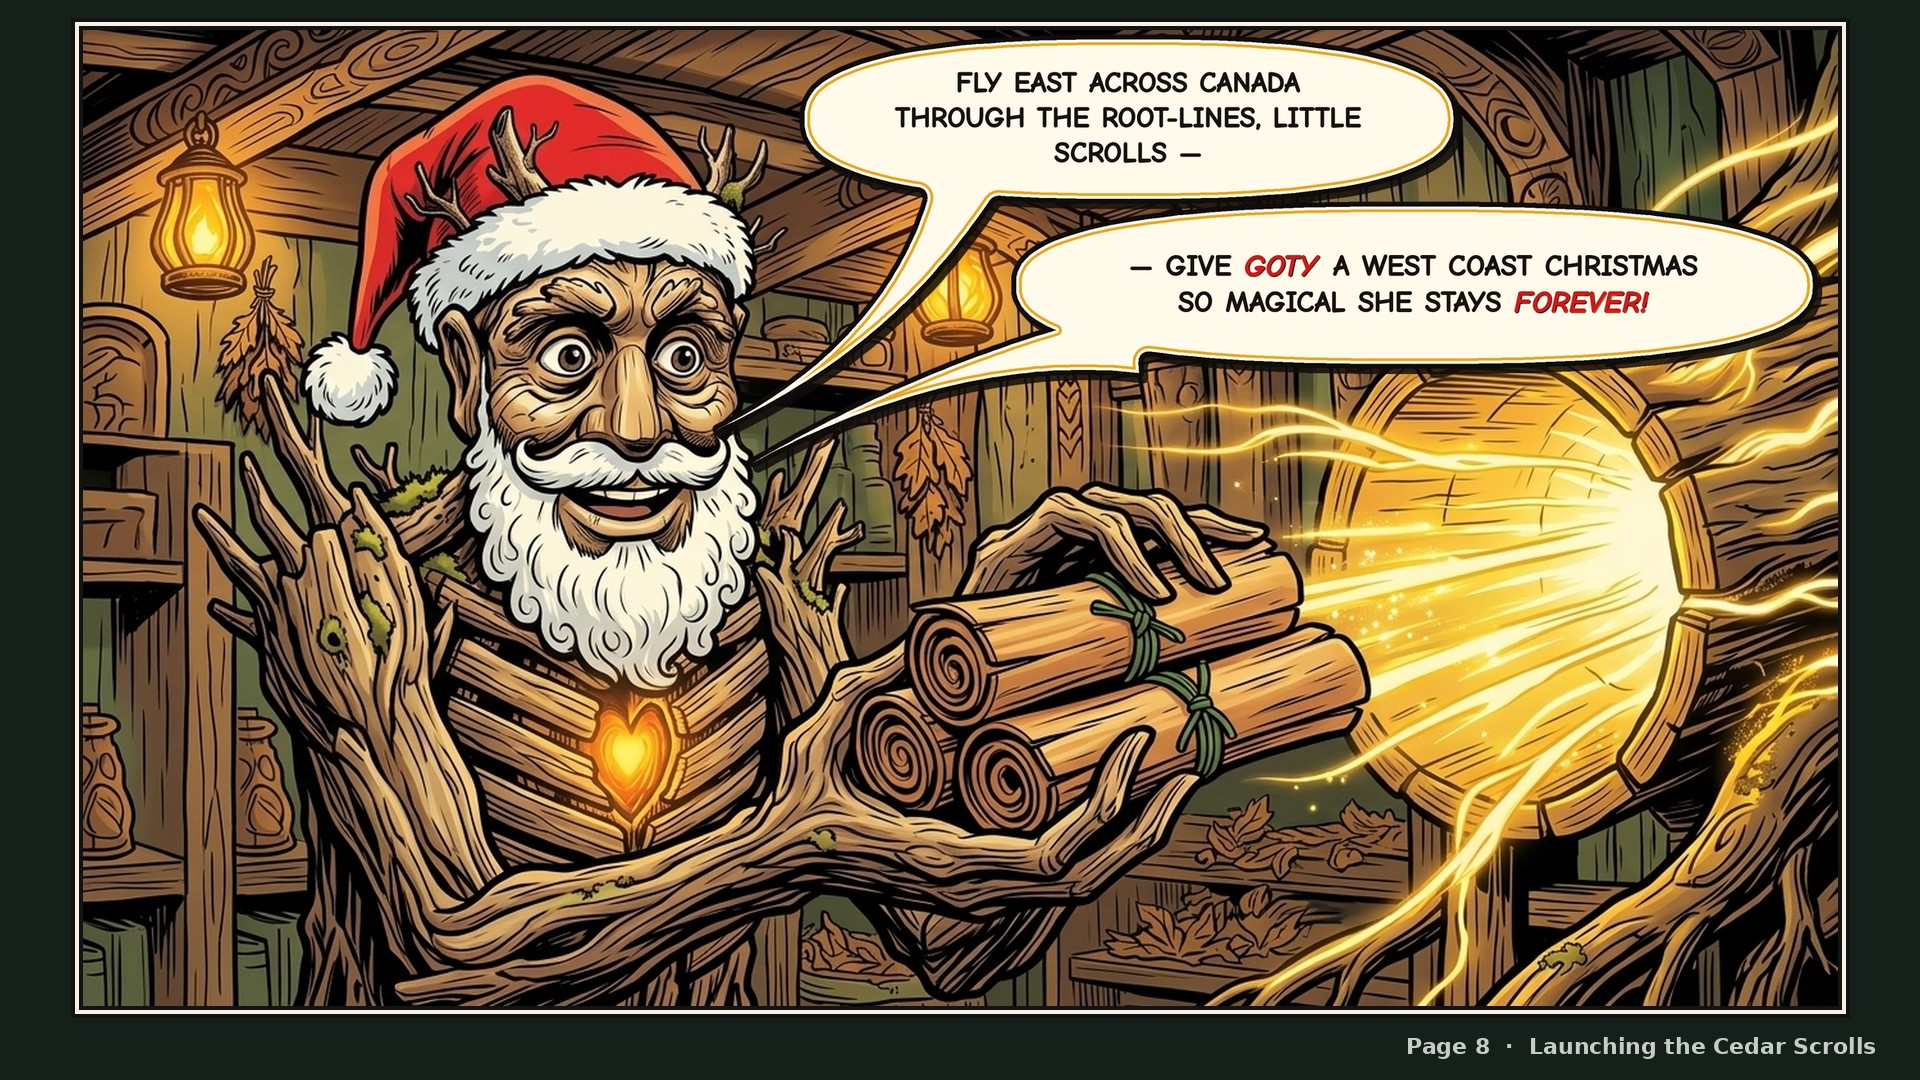 FLY EAST ACROSS CANADA
THROUGH THE ROOT-LINES, LITTLE
SCROLLS —
— GIVE GOTY A WEST COAST CHRISTMAS
SO MAGICAL SHE STAYS FOREVER!
Page 8 · Launching the Cedar Scrolls